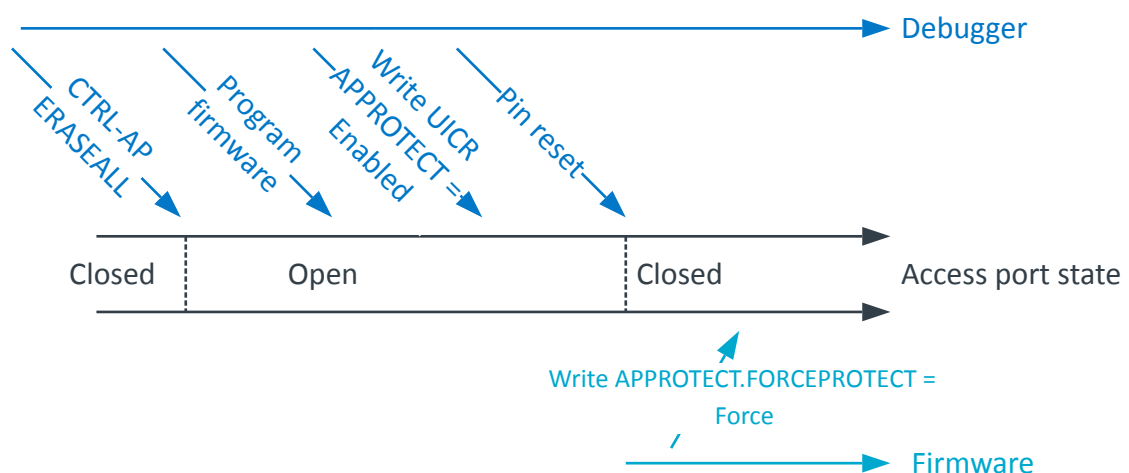 Debugger
CTRL-AP
ERASEALL
Program
firmware
Write UICR
APPROTECT =
Enabled
Pin reset
Closed
Open
Closed
Access port state
Write APPROTECT.FORCEPROTECT =
Force
Firmware